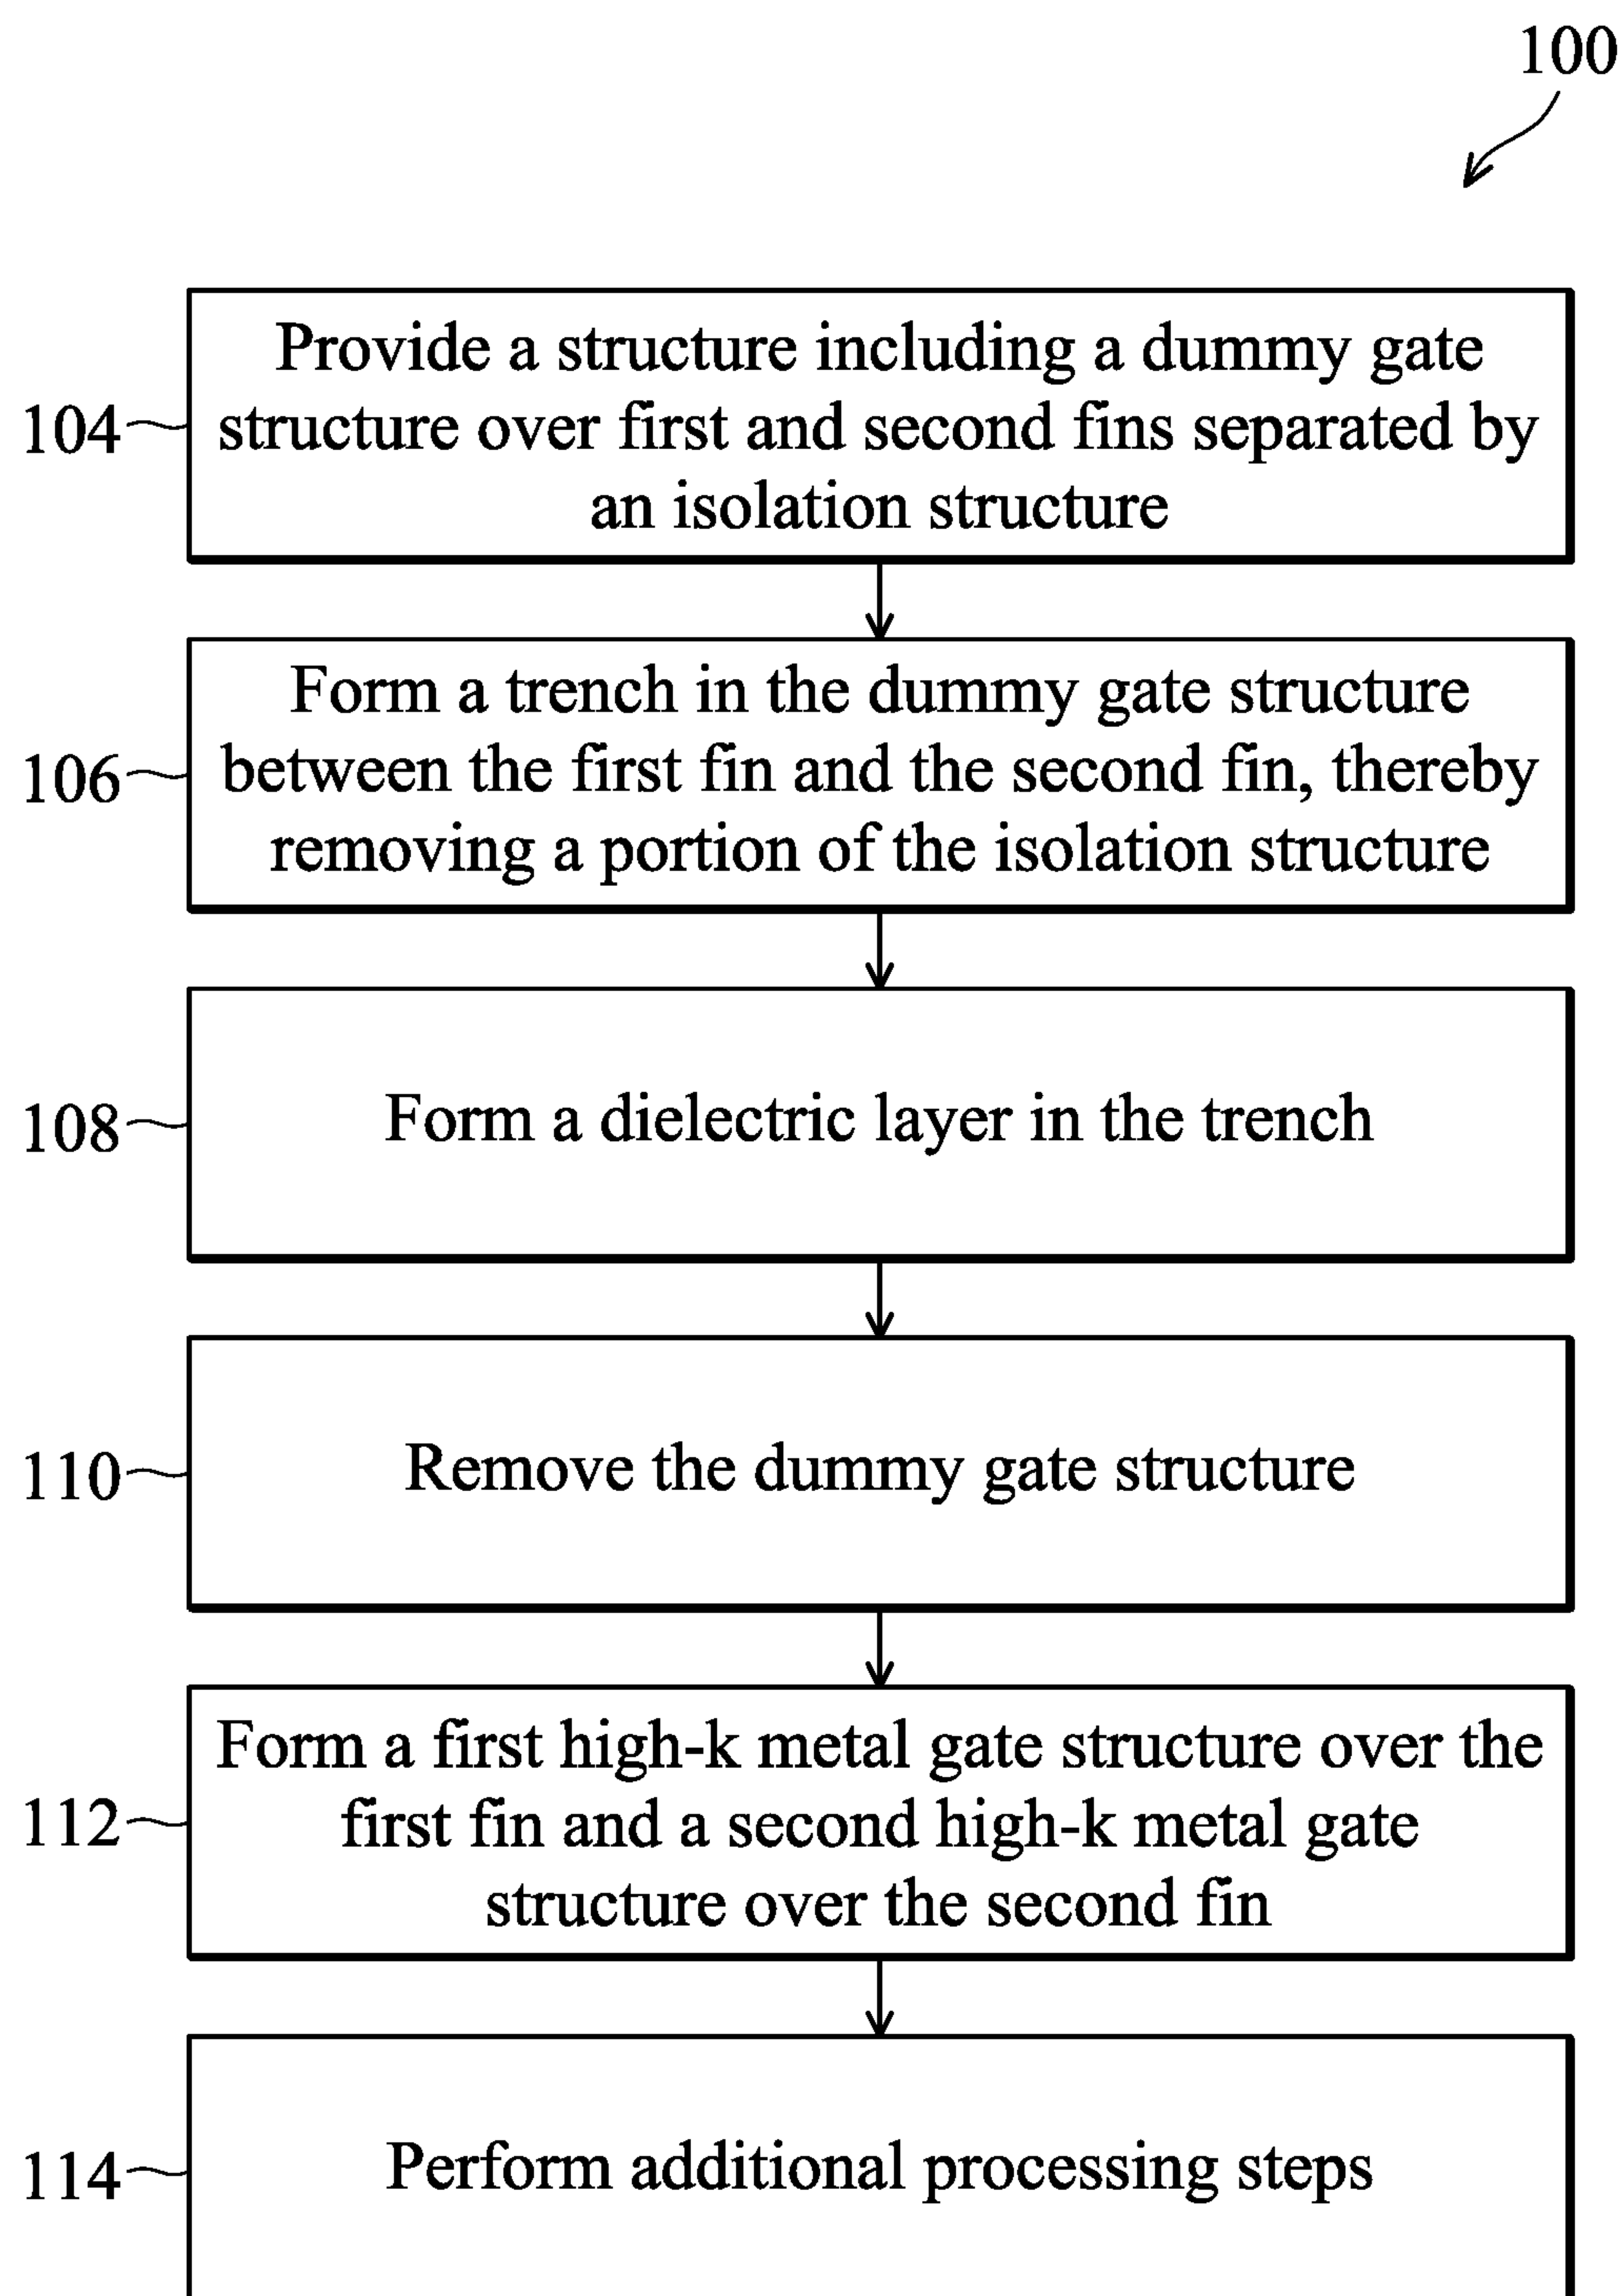 100
104
Provide a structure including a dummy gate
structure over first and second fins separated by
an isolation structure
106
Form a trench in the dummy gate structure
between the first fin and the second fin, thereby
removing a portion of the isolation structure
108
Form a dielectric layer in the trench
110
Remove the dummy gate structure
112
Form a first high-k metal gate structure over the
first fin and a second high-k metal gate
structure over the second fin
114
Perform additional processing steps